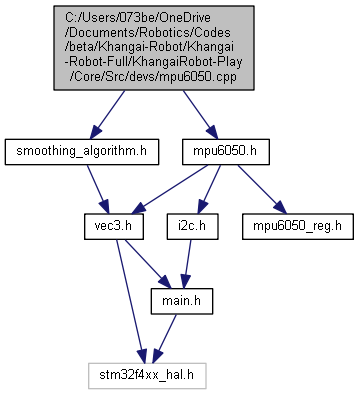 C:/Users/073be/OneDrive
/Documents/Robotics/Codes
/beta/Khangai-Robot/Khangai
-Robot-Full/KhangaiRobot-Play
/Core/Src/devs/mpu6050.cpp
smoothing_algorithm.h
mpu6050.h
vec3.h
i2c.h
mpu6050_reg.h
main.h
stm32f4xx_hal.h